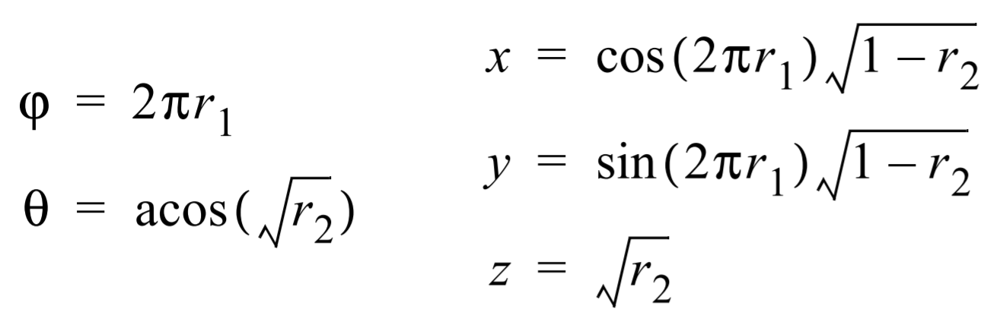 φ = 2πr₁
θ = acos(√r₂)
x = cos(2πr₁)√1 – r₂
y = sin(2πr₁)√1 – r₂
z = √r₂